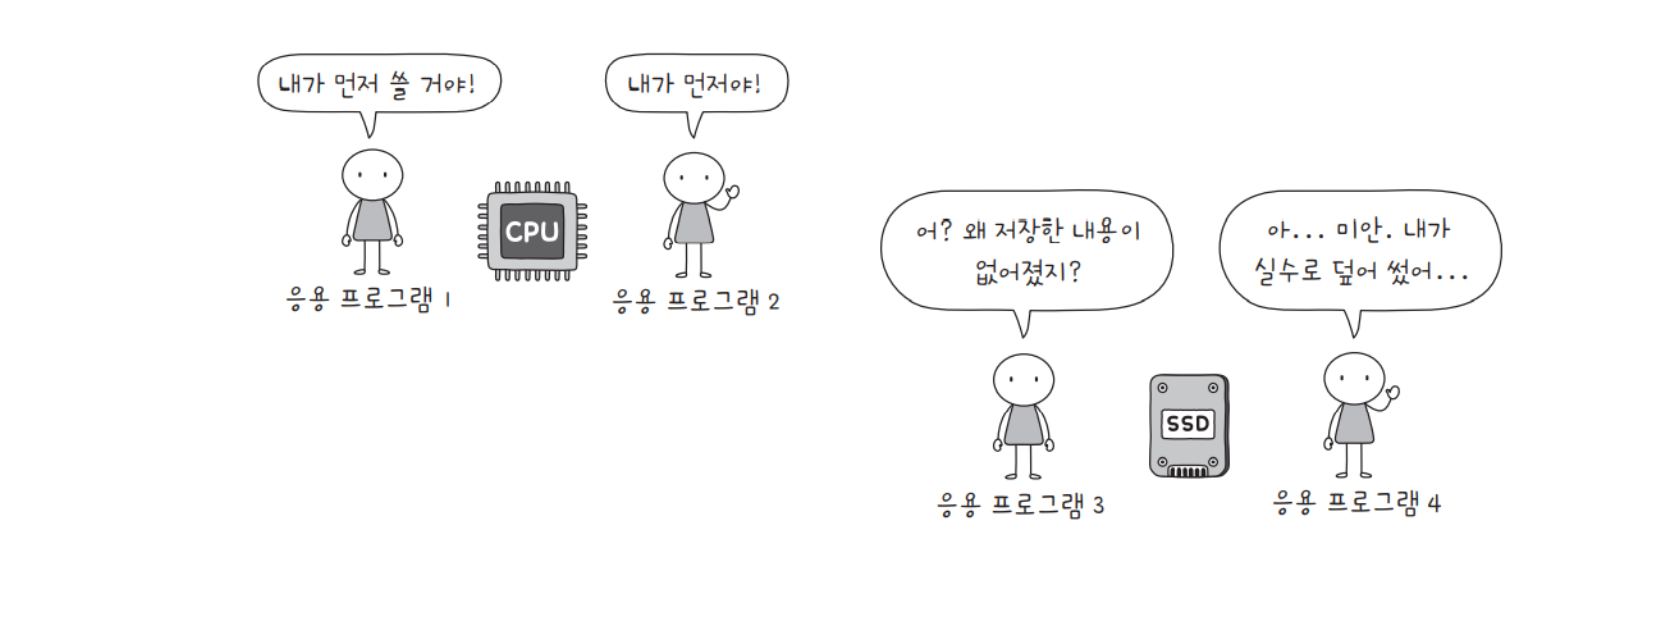 내가 먼저 쓸 거야!
내가 먼저야!
CPU
응용 프로그램 1
응용 프로그램 2
어? 왜 저장한 내용이
없어졌지?
아... 미안. 내가
실수로 덮어 썼어...
SSD
응용 프로그램 3
응용 프로그램 4